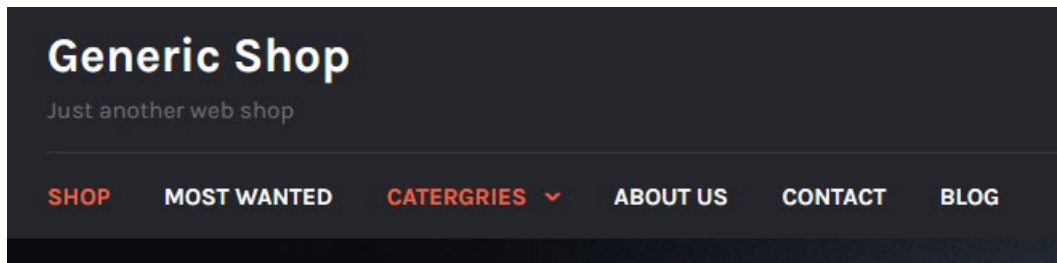 Generic Shop
Just another web shop
SHOP MOST WANTED CATERGRIES ABOUT US CONTACT BLOG